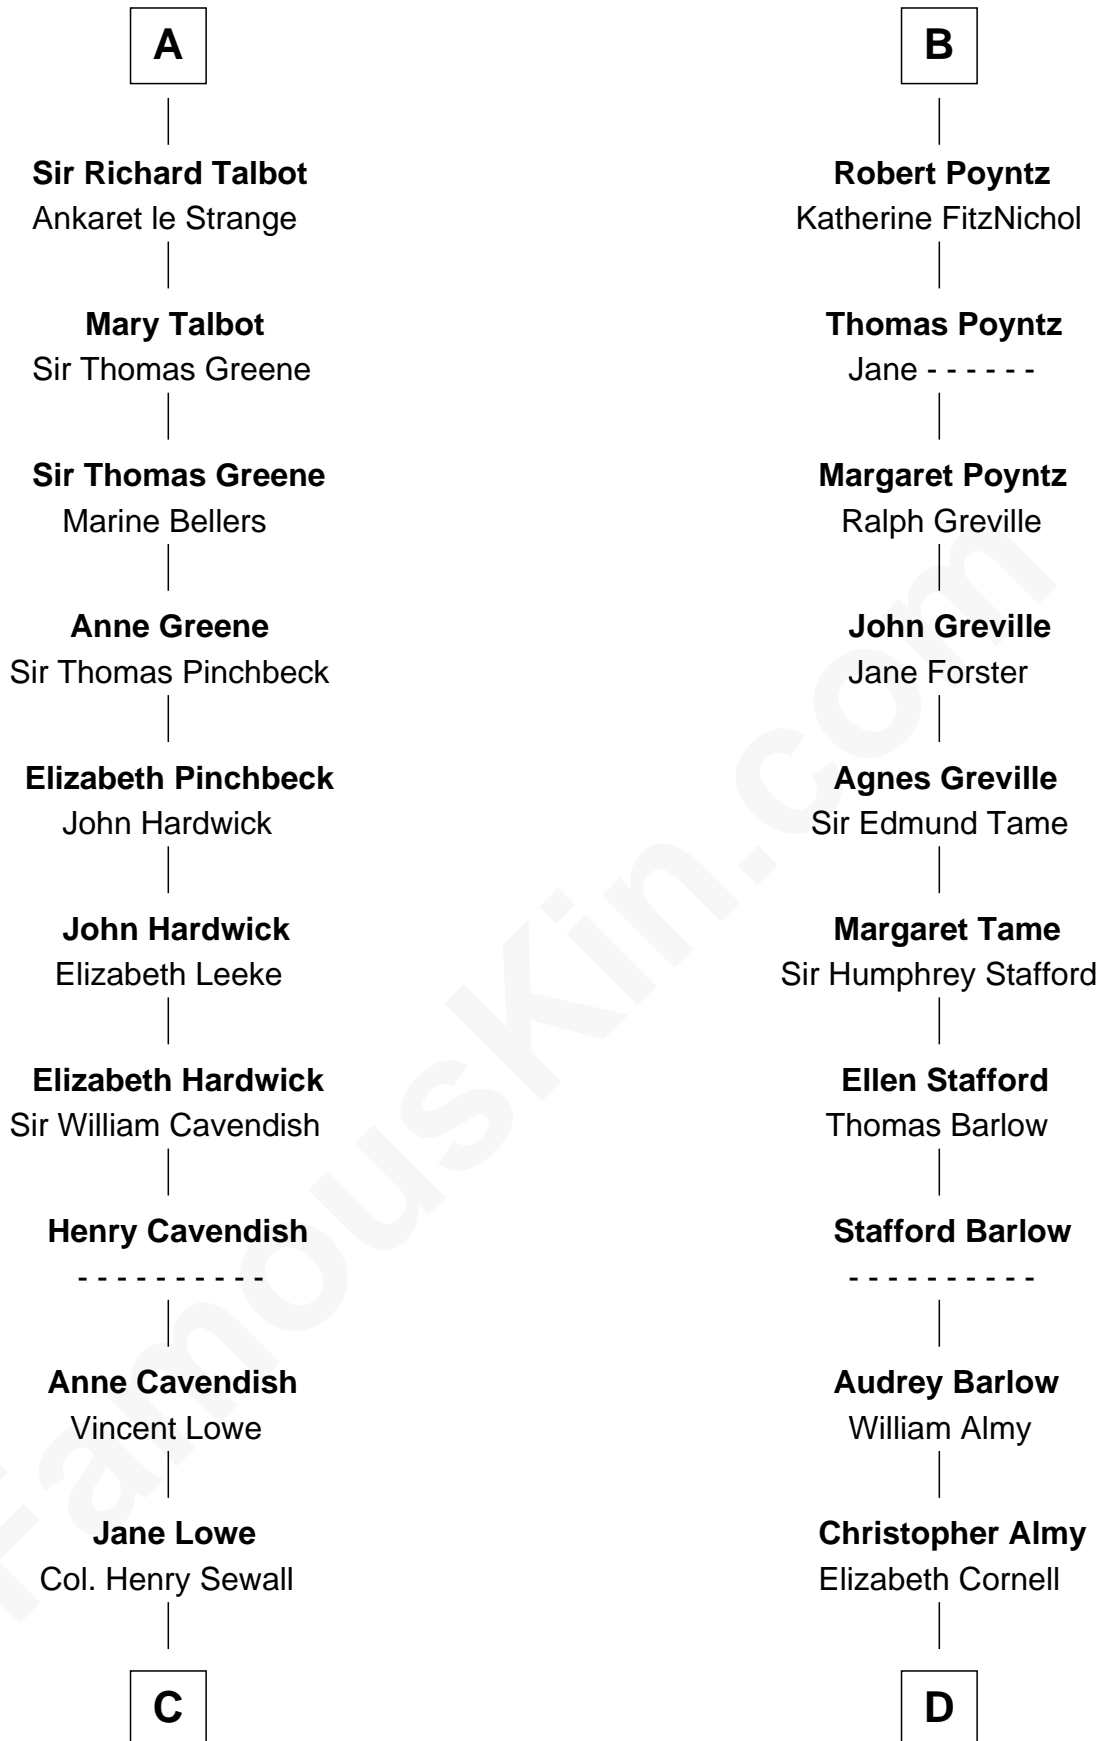 A
Sir Richard Talbot
Ankaret le Strange
Mary Talbot
Sir Thomas Greene
Sir Thomas Greene
Marine Bellers
Anne Greene
Sir Thomas Pinchbeck
Elizabeth Pinchbeck
John Hardwick
John Hardwick
Elizabeth Leeke
Elizabeth Hardwick
Sir William Cavendish
Henry Cavendish
- - - - - - - - - -
Anne Cavendish
Vincent Lowe
Jane Lowe
Col. Henry Sewall
C
B
Robert Poyntz
Katherine FitzNichol
Thomas Poyntz
Jane - - - - - -
Margaret Poyntz
Ralph Greville
John Greville
Jane Forster
Agnes Greville
Sir Edmund Tame
Margaret Tame
Sir Humphrey Stafford
Ellen Stafford
Thomas Barlow
Stafford Barlow
- - - - - - - - - -
Audrey Barlow
William Almy
Christopher Almy
Elizabeth Cornell
D
FamousKin.com